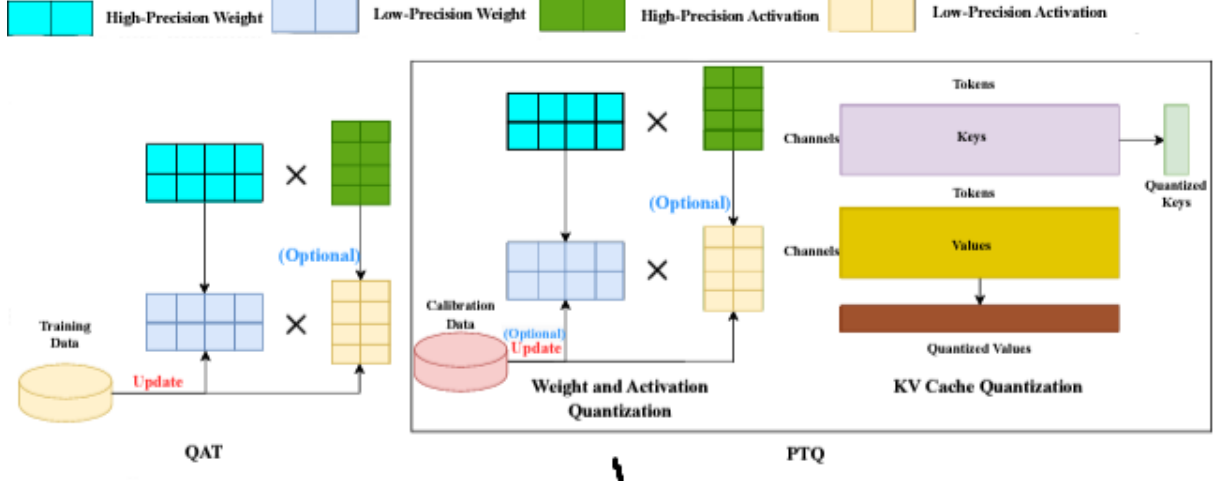 High-Precision Weight Low-Precision Weight High-Precision Activation Low-Precision Activation
Tokens
Channels Keys
Quantized
Keys
Tokens
(Optional)
(Optional)
Channels Values
Training
Data
Calibration
Data
(Optional)
Update
Quantized Values
Update
Weight and Activation
Quantization
KV Cache Quantization
QAT
PTQ